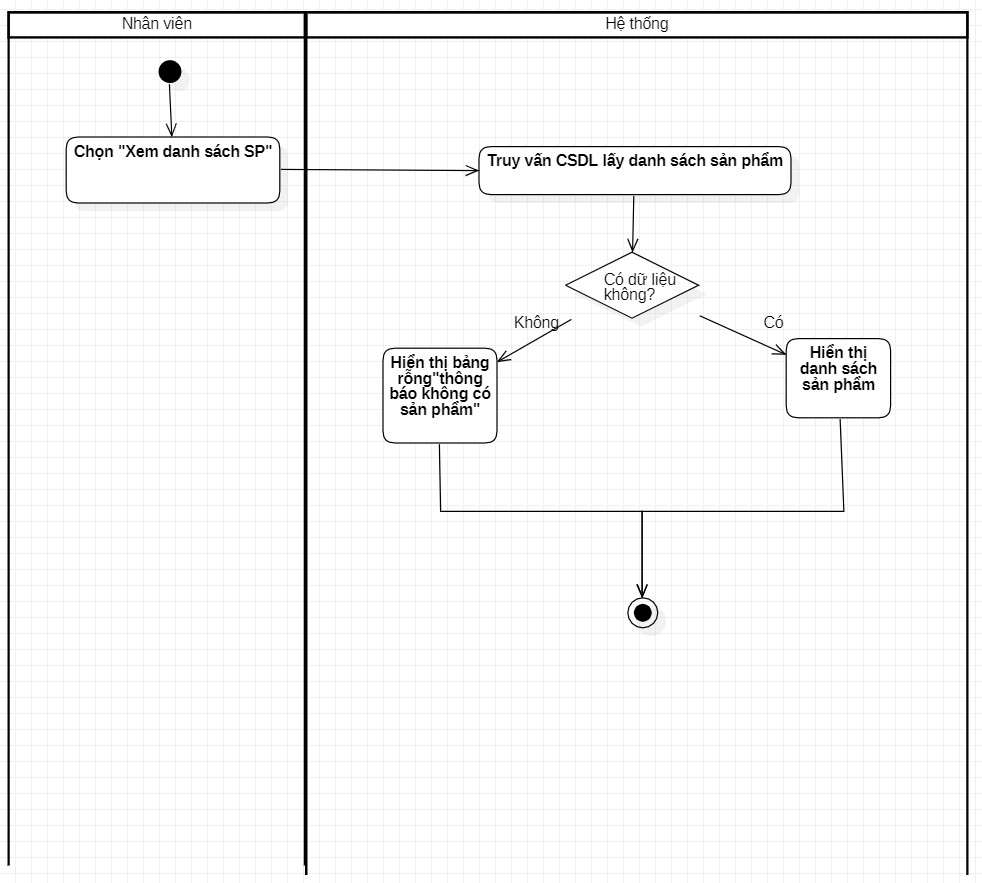 Nhân viên
Hệ thống
Chọn "Xem danh sách SP"
Truy vấn CSDL lấy danh sách sản phẩm
Có dữ liệu
không?
Không
Có
Hiển thị bảng
rỗng"thông
báo không có
sản phẩm"
Hiển thị
danh sách
sản phẩm